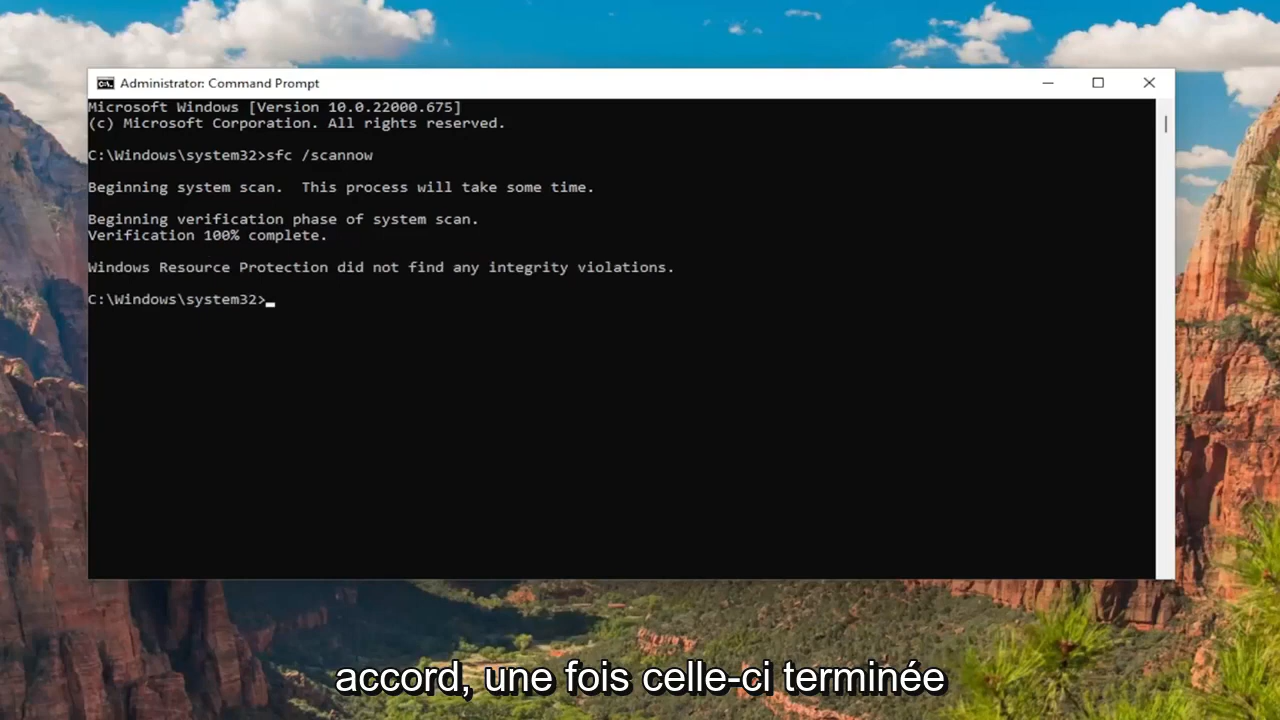 Administrator: Command Prompt
Microsoft Windows [Version 10.0.22000.675]
(c) Microsoft Corporation. All rights reserved.
C:\Windows\system32>sfc /scannow
Beginning system scan.  This process will take some time.
Beginning verification phase of system scan.
Verification 100% complete.
Windows Resource Protection did not find any integrity violations.
C:\Windows\system32>
accord, une fois celle-ci terminée